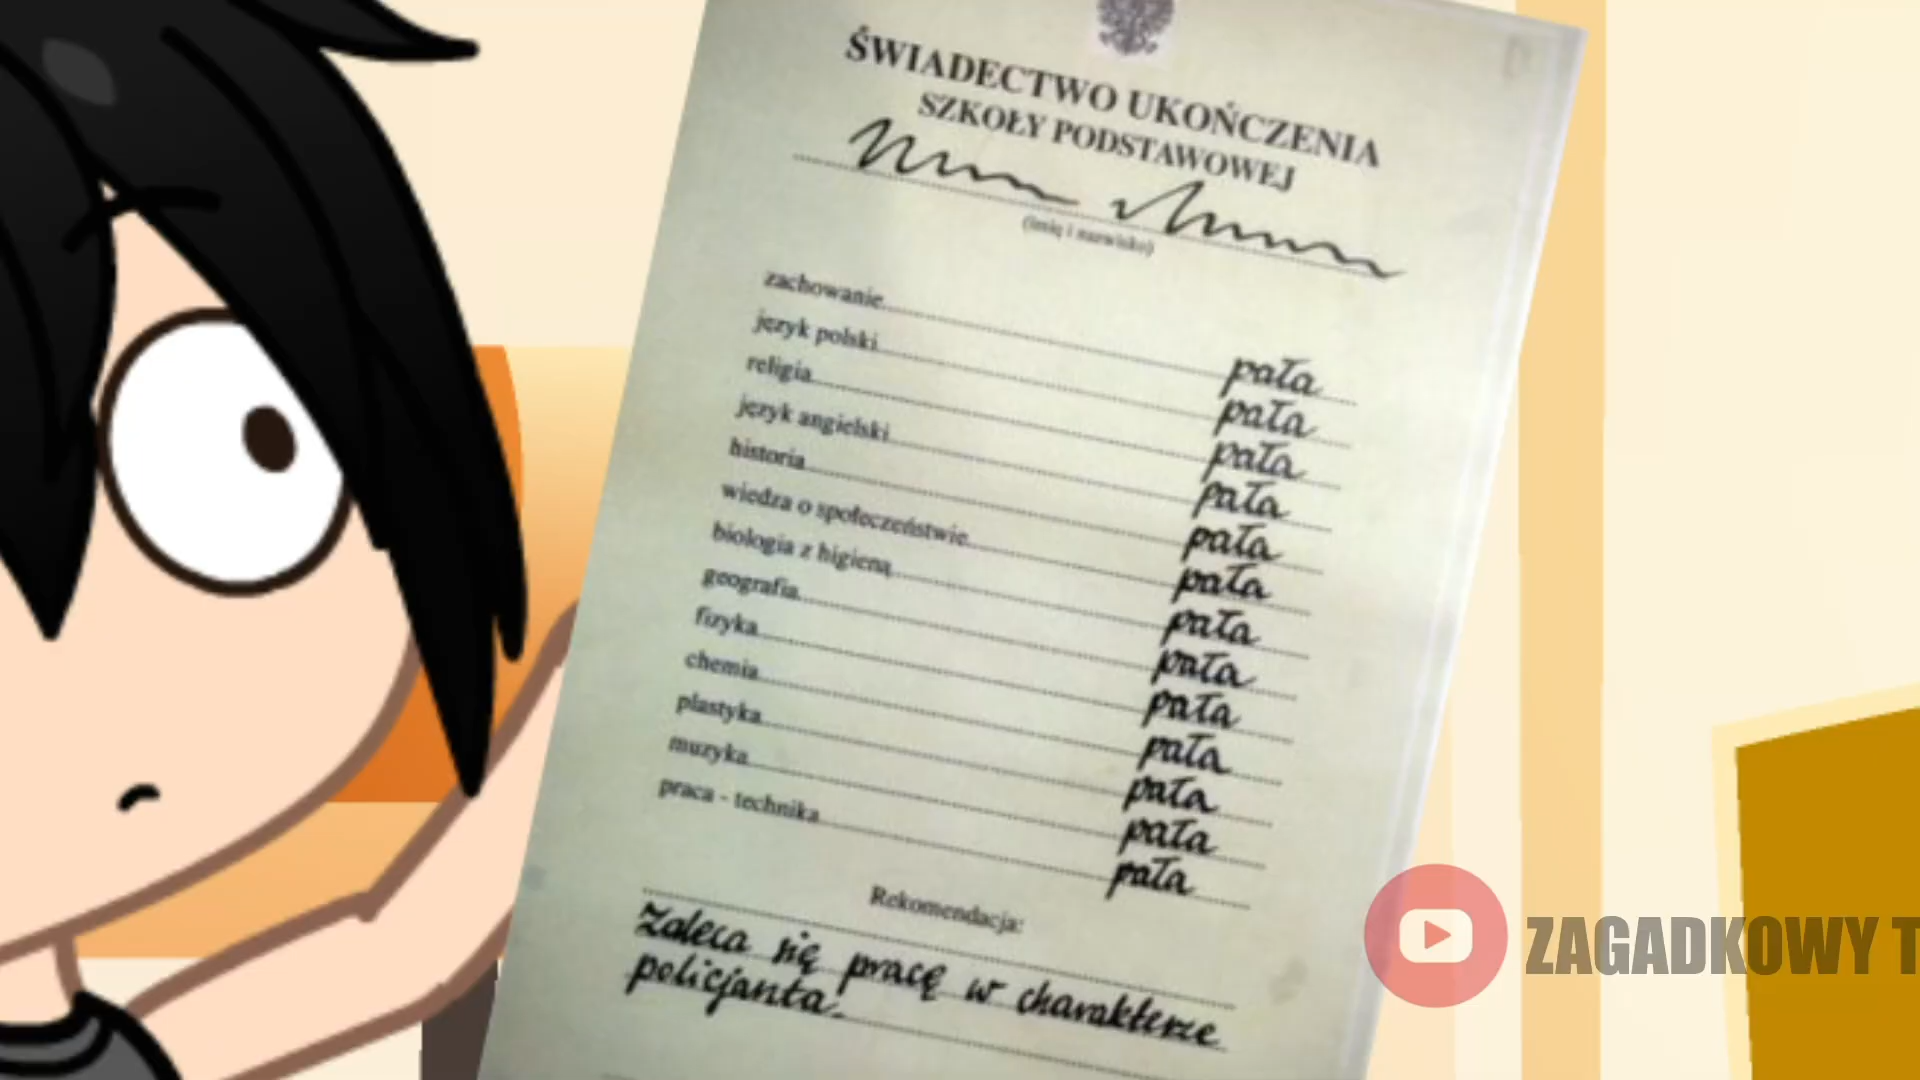 ŚWIADECTWO UKOŃCZENIA
SZKOŁY PODSTAWOWEJ
(imię i nazwisko)
zachowanie pała
język polski pała
religia pała
język angielski pała
historia pała
wiedza o społeczeństwie pała
biologia z higieną pała
geografia pała
fizyka pała
chemia pała
plastyka pała
muzyka pała
praca - technika pała
Rekomendacja:
Zaleca się pracę w charakterze
policjanta.
ZAGADKOWY T